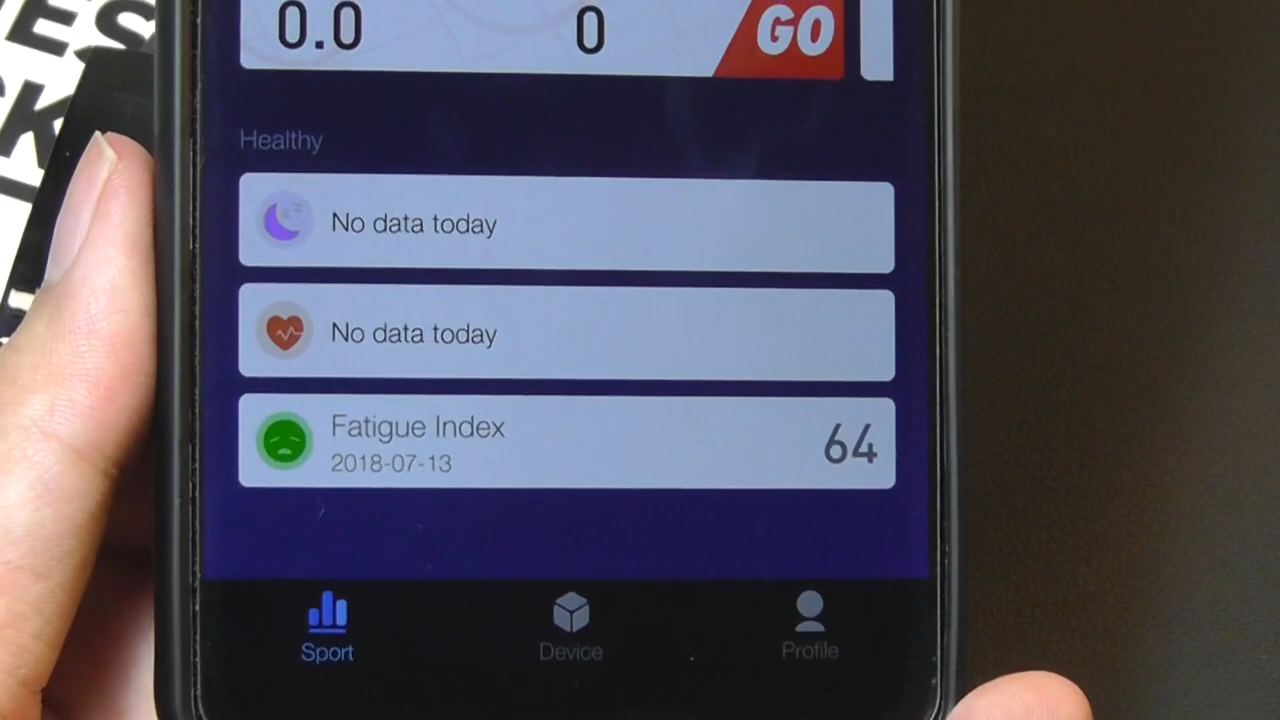 0.0 0 GO
Healthy
No data today
No data today
Fatigue Index
2018-07-13
64
Sport Device Profile